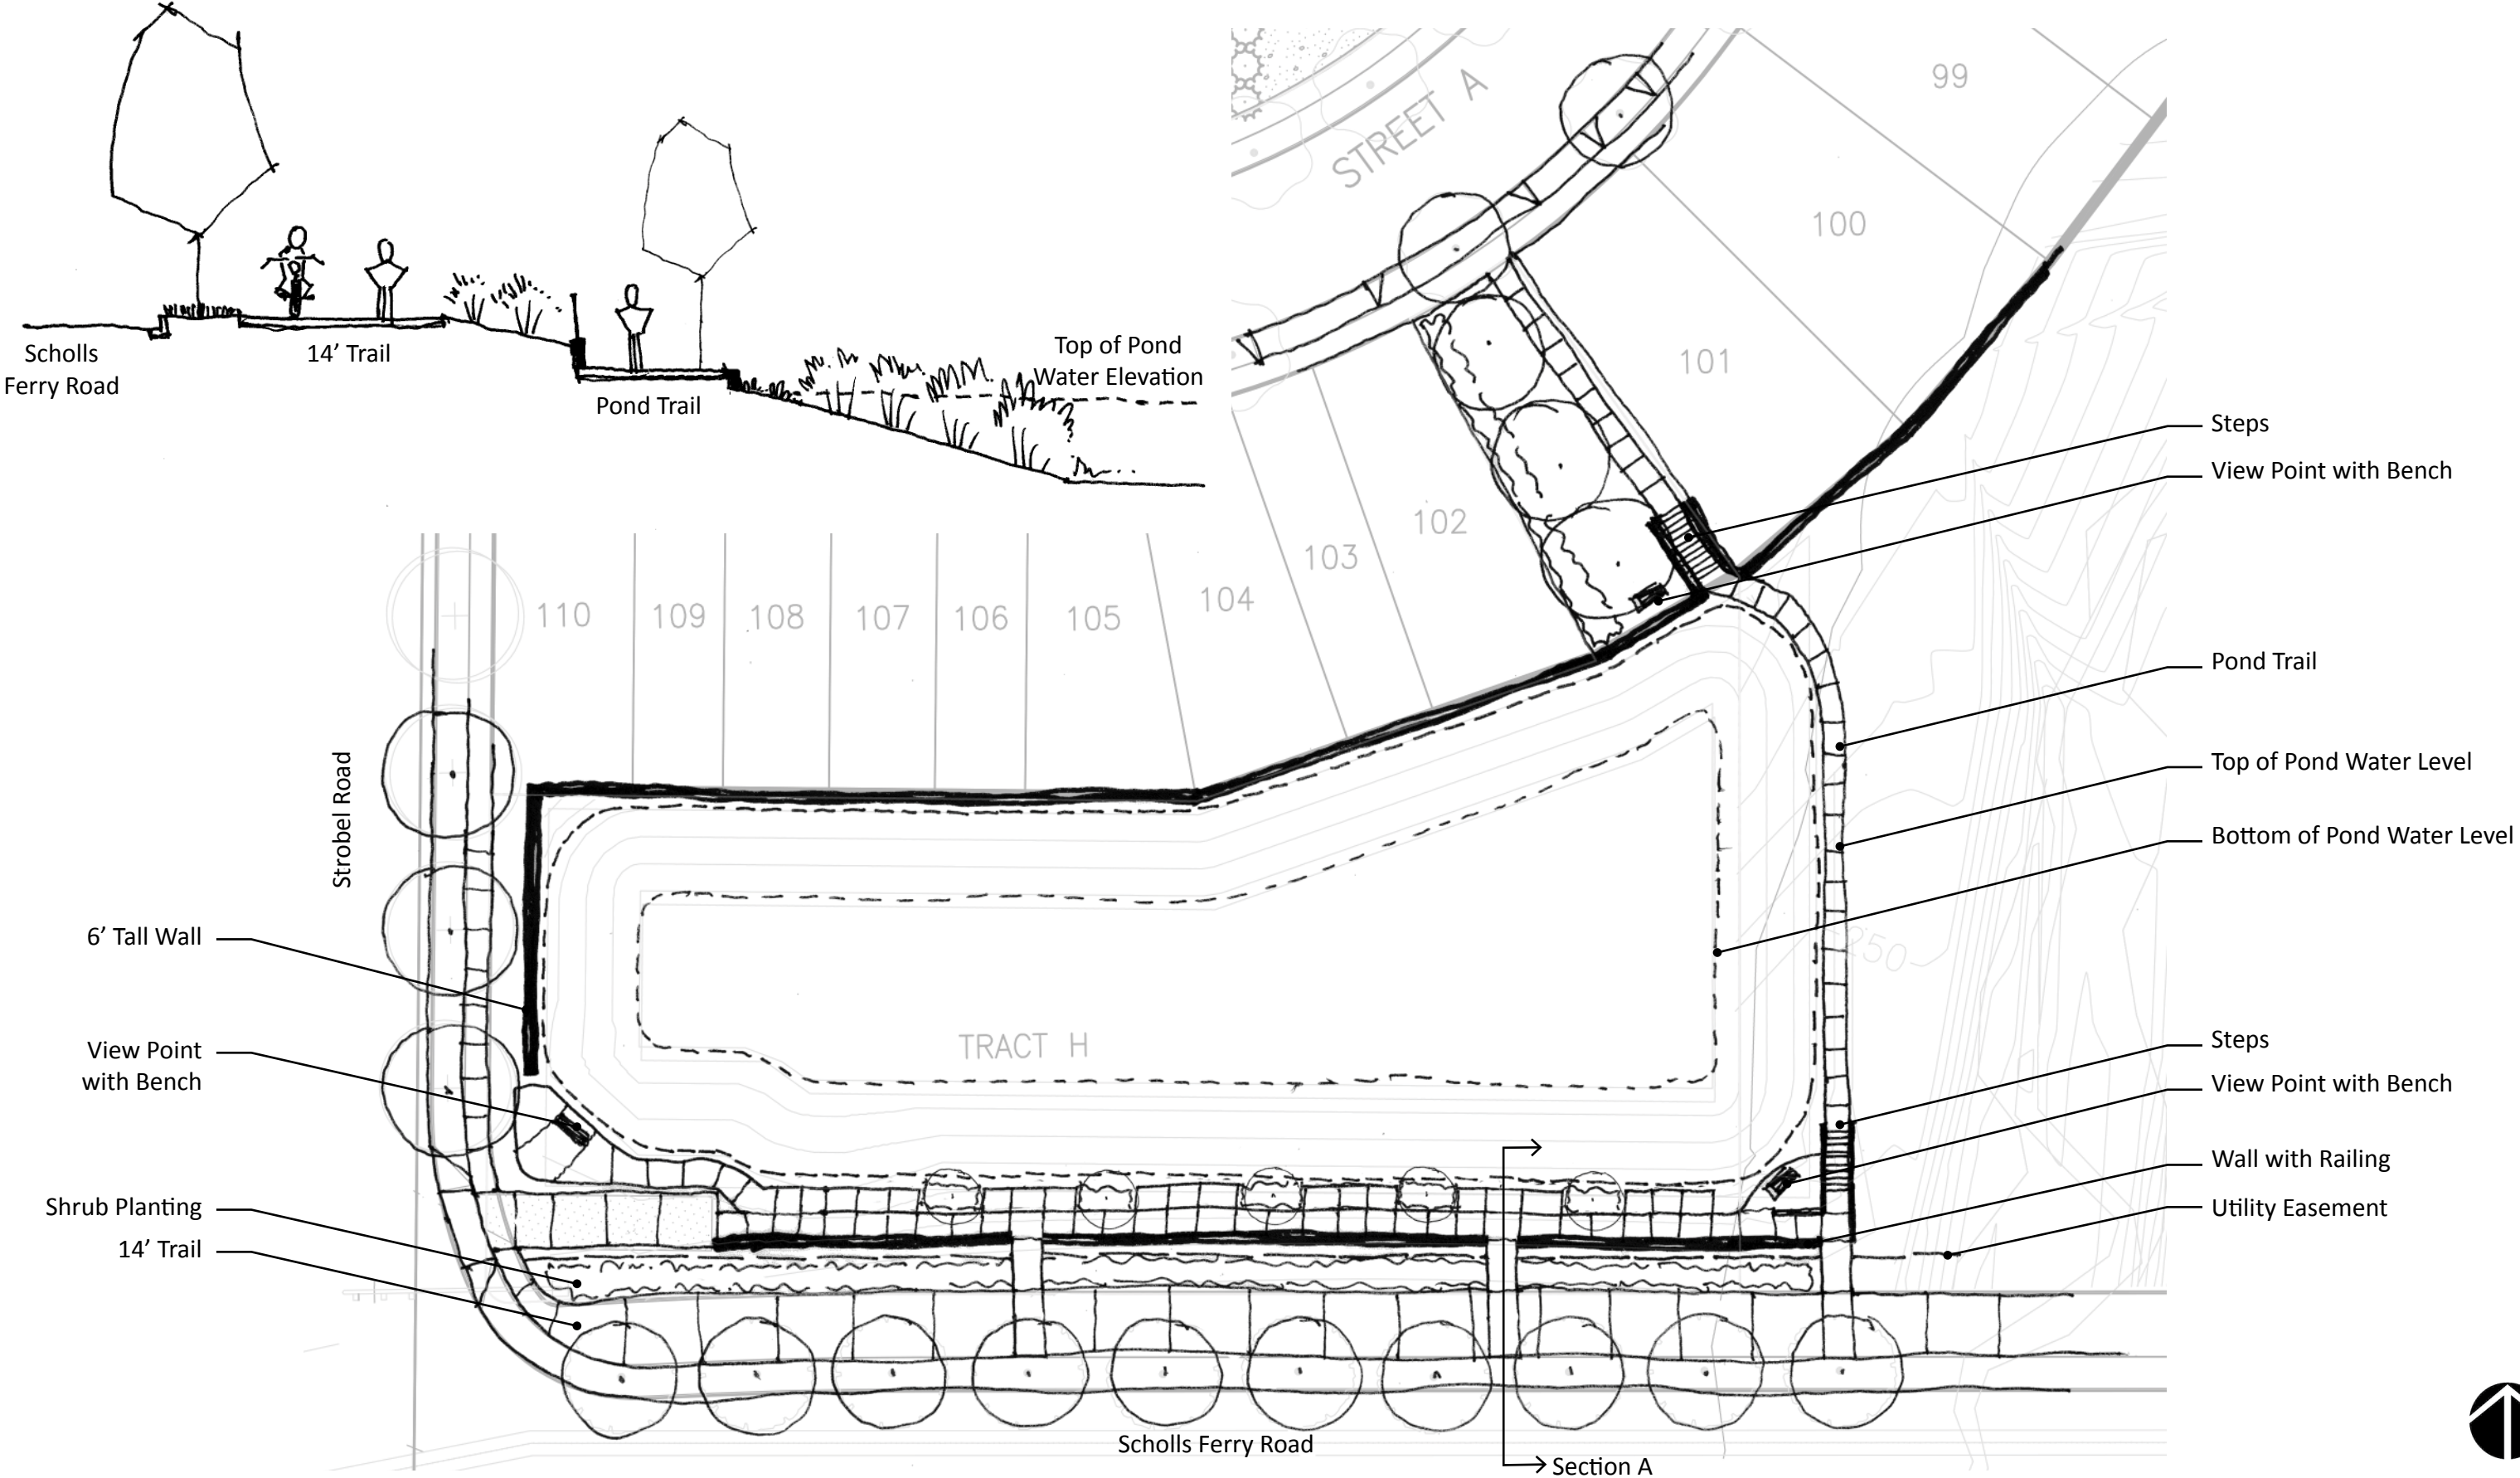 Scholls
Ferry Road
14’ Trail
Pond Trail
Top of Pond
Water Elevation
STREET A
99
100
101
102
103
104
105
106
107
108
109
110
Steps
View Point with Bench
Pond Trail
Top of Pond Water Level
Bottom of Pond Water Level
250
Steps
View Point with Bench
Wall with Railing
Utility Easement
Strobel Road
6’ Tall Wall
View Point
with Bench
Shrub Planting
14’ Trail
TRACT H
Scholls Ferry Road
Section A